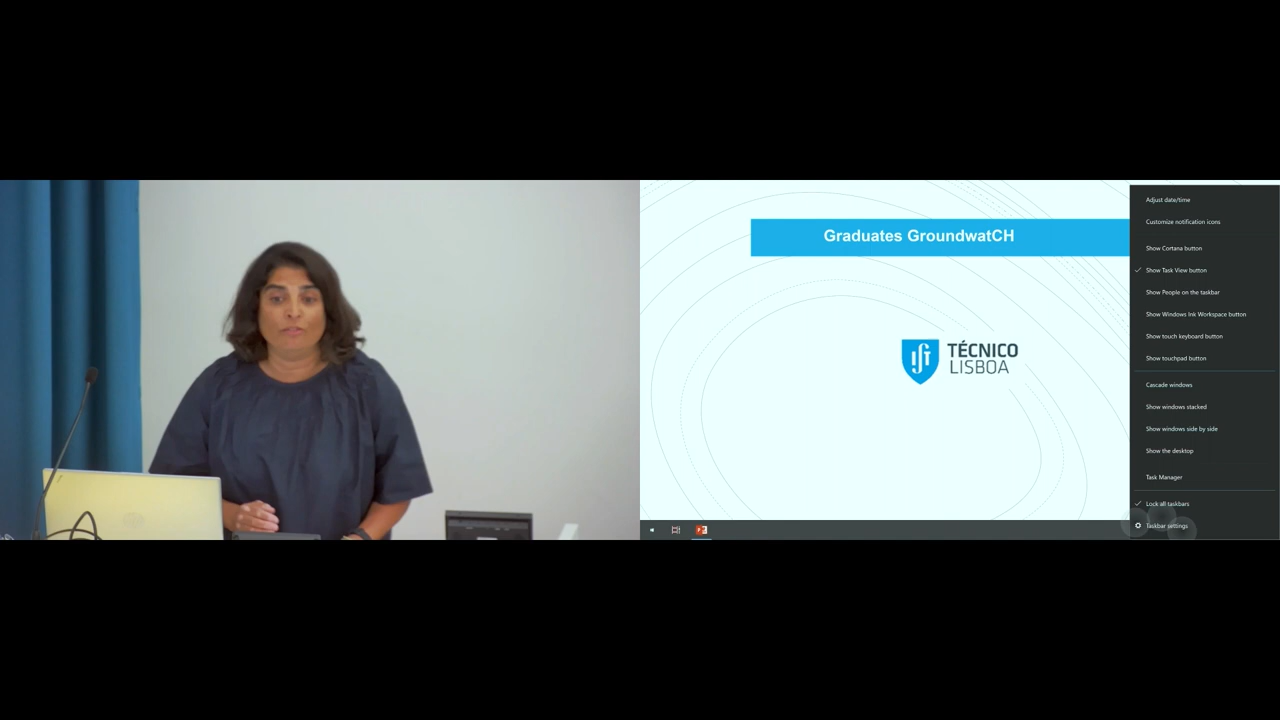 Graduates GroundwatCH
TÉCNICO
LISBOA
Adjust date/time
Customize notification icons
Show Cortana button
Show Task View button
Show People on the taskbar
Show Windows Ink Workspace button
Show touch keyboard button
Show touchpad button
Cascade windows
Show windows stacked
Show windows side by side
Show the desktop
Task Manager
Lock all taskbars
Taskbar settings